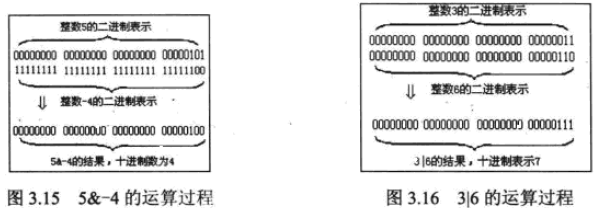 整数5的二进制表示
00000000 00000000 00000000 00000101
11111111 11111111 11111111 11111100
⇓ 整数-4的二进制表示
00000000 00000000 00000000 00000100
5&-4的结果，十进制数为4
图 3.15 5&-4 的运算过程
整数3的二进制表示
00000000 00000000 00000000 00000011
00000000 00000000 00000000 00000110
⇓ 整数6的二进制表示
00000000 00000000 00000000 00000111
3|6的结果，十进制表示7
图 3.16 3|6 的运算过程